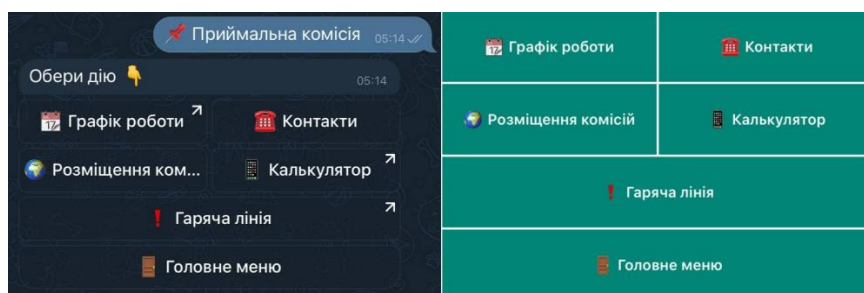 📌 Приймальна комісія 05:14
Обери дію 👇 05:14
📆 Графік роботи
☎️ Контакти
🌍 Розміщення ком...
📱 Калькулятор
❗ Гаряча лінія
🚪 Головне меню
📆 Графік роботи
☎️ Контакти
🌍 Розміщення комісій
📱 Калькулятор
❗ Гаряча лінія
🚪 Головне меню